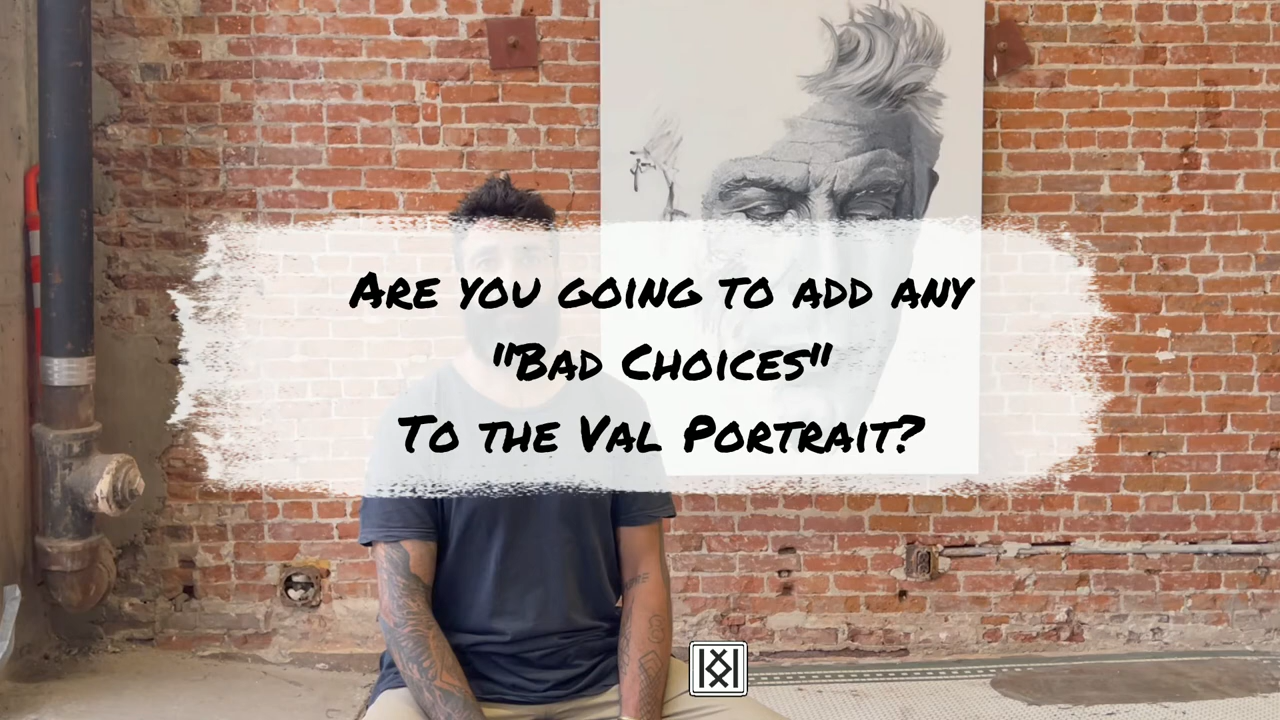 Are you going to add any
"Bad Choices"
To the Val Portrait?